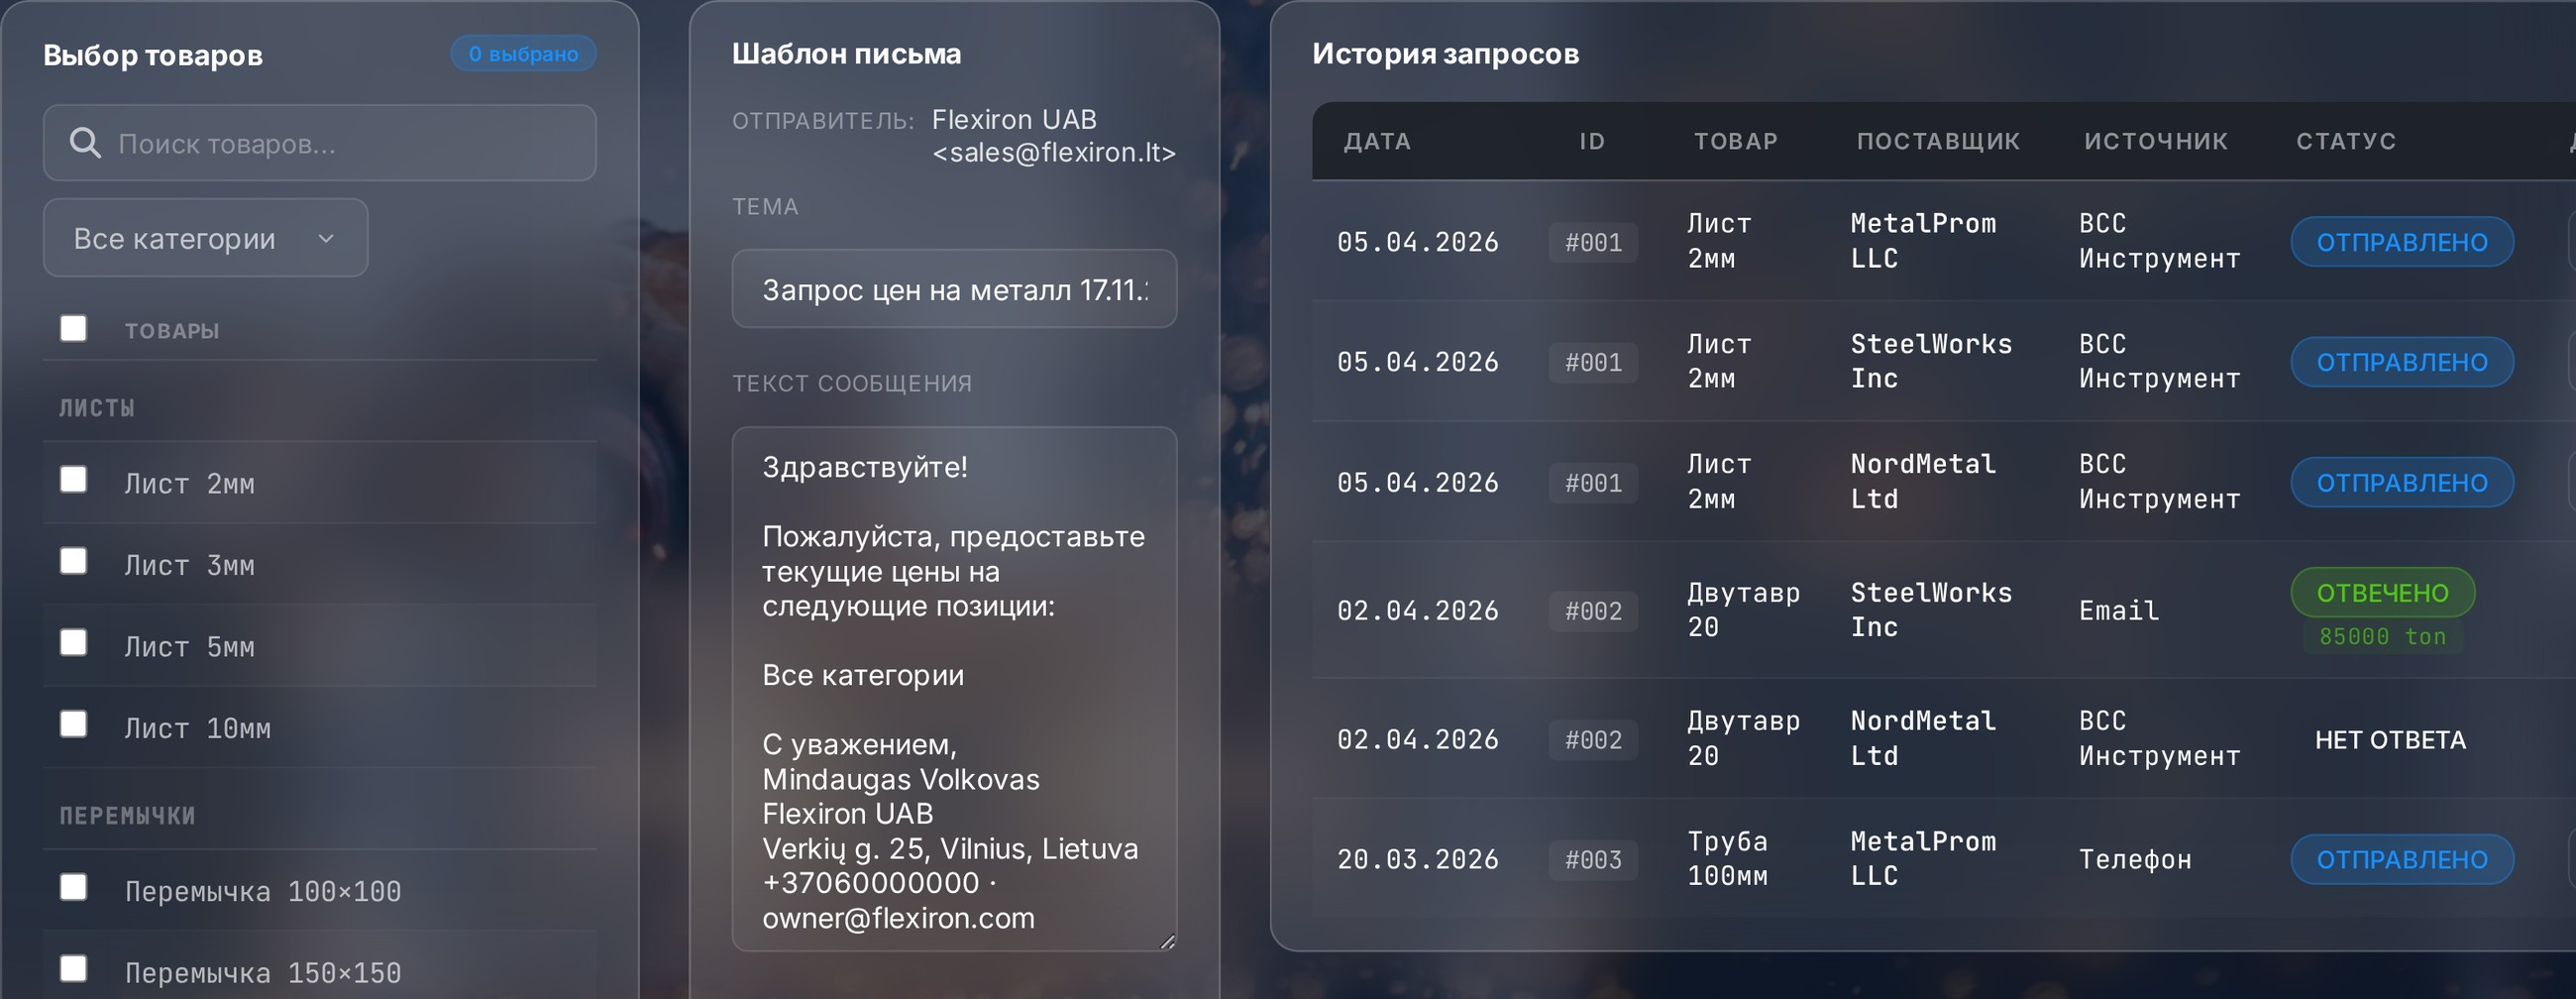 Выбор товаров
0 выбрано
Поиск товаров...
Все категории
ТОВАРЫ
ЛИСТЫ
Лист 2мм
Лист 3мм
Лист 5мм
Лист 10мм
ПЕРЕМЫЧКИ
Перемычка 100×100
Перемычка 150×150
Шаблон письма
ОТПРАВИТЕЛЬ: Flexiron UAB
<sales@flexiron.lt>
ТЕМА
Запрос цен на металл 17.11.
ТЕКСТ СООБЩЕНИЯ
Здравствуйте!
Пожалуйста, предоставьте
текущие цены на
следующие позиции:
Все категории
С уважением,
Mindaugas Volkovas
Flexiron UAB
Verkių g. 25, Vilnius, Lietuva
+37060000000 ·
owner@flexiron.com
История запросов
ДАТА ID ТОВАР ПОСТАВЩИК ИСТОЧНИК СТАТУС
05.04.2026 #001 Лист 2мм MetalProm LLC ВСС Инструмент ОТПРАВЛЕНО
05.04.2026 #001 Лист 2мм SteelWorks Inc ВСС Инструмент ОТПРАВЛЕНО
05.04.2026 #001 Лист 2мм NordMetal Ltd ВСС Инструмент ОТПРАВЛЕНО
02.04.2026 #002 Двутавр 20 SteelWorks Inc Email ОТВЕЧЕНО 85000 ton
02.04.2026 #002 Двутавр 20 NordMetal Ltd ВСС Инструмент НЕТ ОТВЕТА
20.03.2026 #003 Труба 100мм MetalProm LLC Телефон ОТПРАВЛЕНО